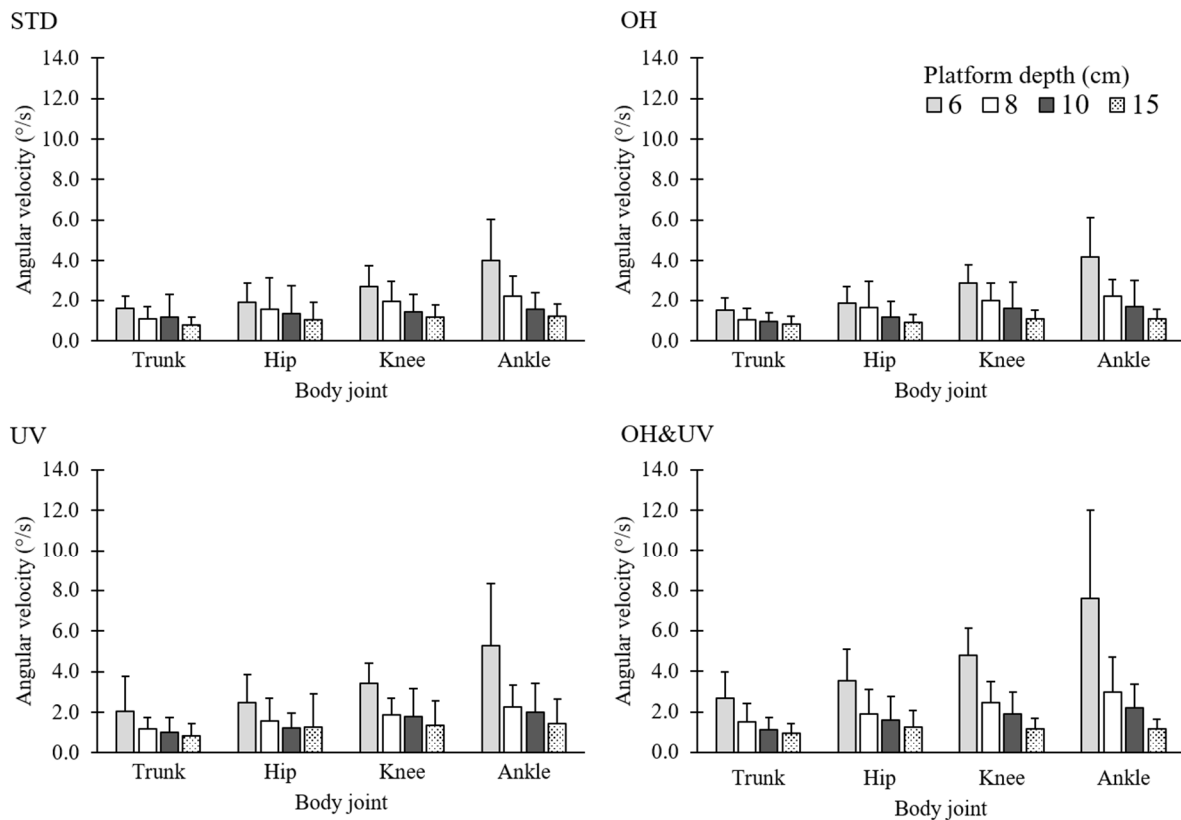 STD
14.0
12.0
10.0
8.0
6.0
4.0
2.0
0.0
Angular velocity (°/s)
Trunk Hip Knee Ankle
Body joint
OH
Platform depth (cm)
6 8 10 15
14.0
12.0
10.0
8.0
6.0
4.0
2.0
0.0
Angular velocity (°/s)
Trunk Hip Knee Ankle
Body joint
UV
14.0
12.0
10.0
8.0
6.0
4.0
2.0
0.0
Angular velocity (°/s)
Trunk Hip Knee Ankle
Body joint
OH&UV
14.0
12.0
10.0
8.0
6.0
4.0
2.0
0.0
Angular velocity (°/s)
Trunk Hip Knee Ankle
Body joint